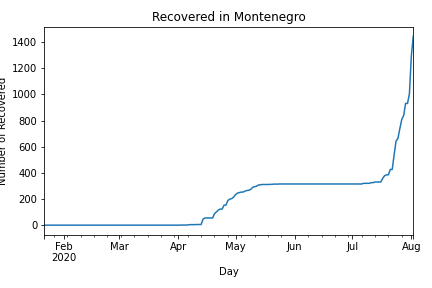 Recovered in Montenegro
Number of Recovered
1400
1200
1000
800
600
400
200
0
Feb
2020
Mar
Apr
May
Jun
Jul
Aug
Day